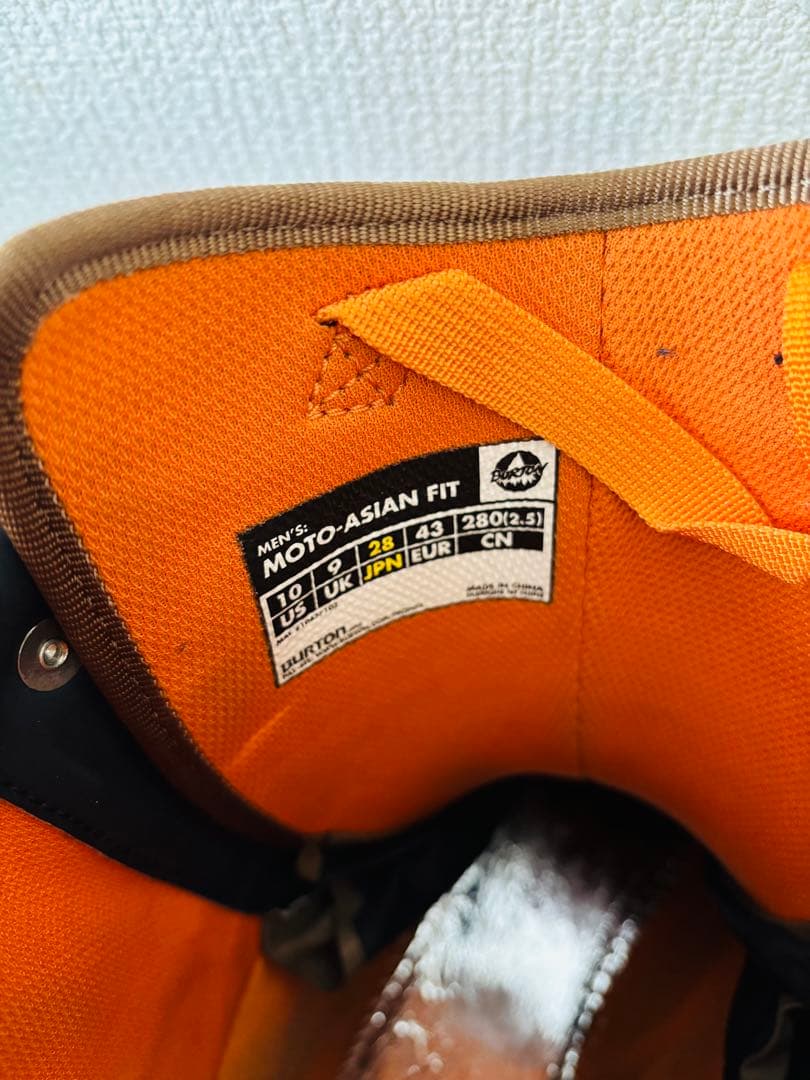 BURTON
MEN'S:
MOTO-ASIAN FIT
10 9 28 43 280(2.5)
US UK JPN EUR CN
MADE IN CHINA
BURTON